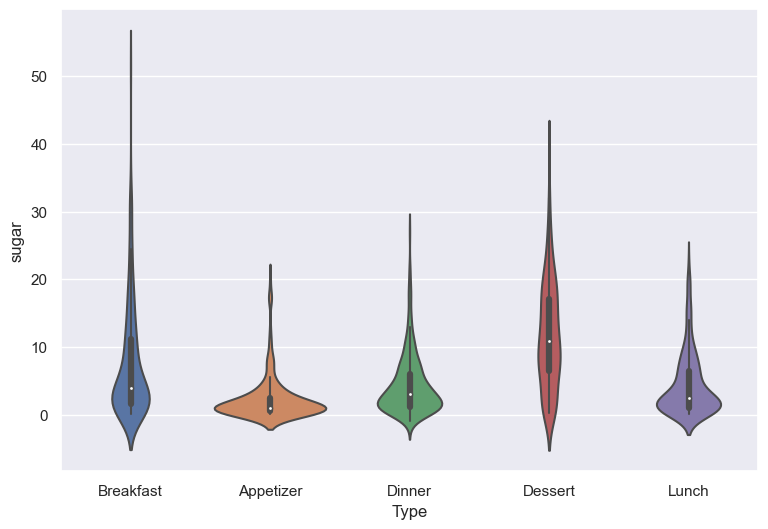 sugar
50
40
30
20
10
0
Breakfast
Appetizer
Dinner
Dessert
Lunch
Type